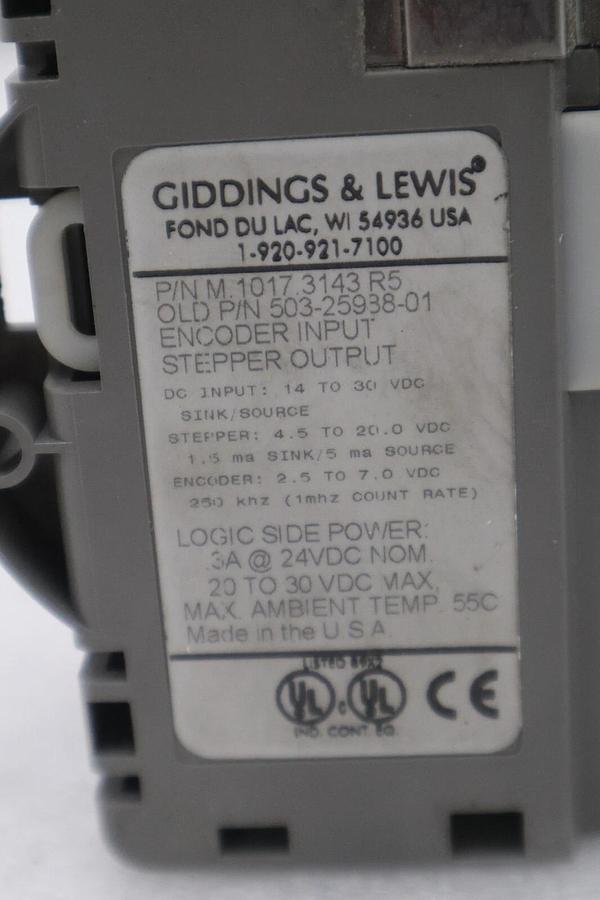 GIDDINGS & LEWIS®
FOND DU LAC, WI 54936 USA
1-920-921-7100
P/N M.1017.3143 R5
OLD P/N 503-25988-01
ENCODER INPUT
STEPPER OUTPUT
DC INPUT: 14 TO 30 VDC
SINK/SOURCE
STEPPER: 4.5 TO 20.0 VDC
1.5 ma SINK/5 ma SOURCE
ENCODER: 2.5 TO 7.0 VDC
250 khz (1mhz COUNT RATE)
LOGIC SIDE POWER:
3A @ 24VDC NOM.
20 TO 30 VDC MAX.
MAX. AMBIENT TEMP. 55C
Made in the U.S.A.
LISTED
UL c UL CE
IND. CONT. EQ.